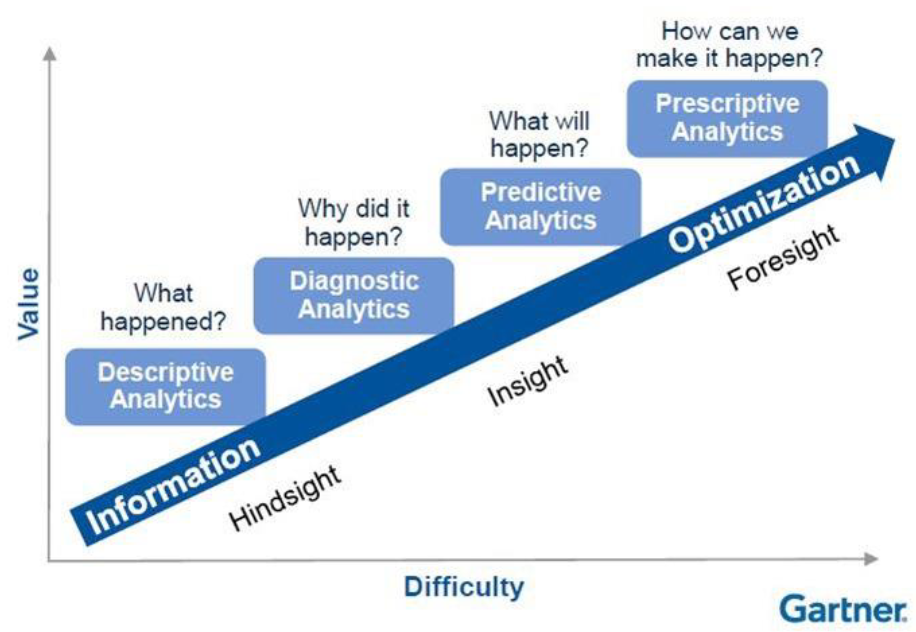 How can we
make it happen?
Prescriptive
Analytics
What will
happen?
Predictive
Analytics
Why did it
happen?
Diagnostic
Analytics
What
happened?
Descriptive
Analytics
Value
Information
Optimization
Hindsight
Insight
Foresight
Difficulty
Gartner.